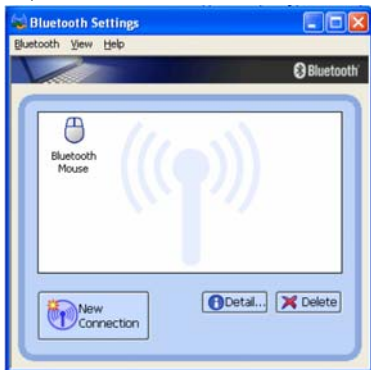 Bluetooth Settings
Bluetooth View Help
Bluetooth
Bluetooth
Mouse
New
Connection
Detail...
Delete